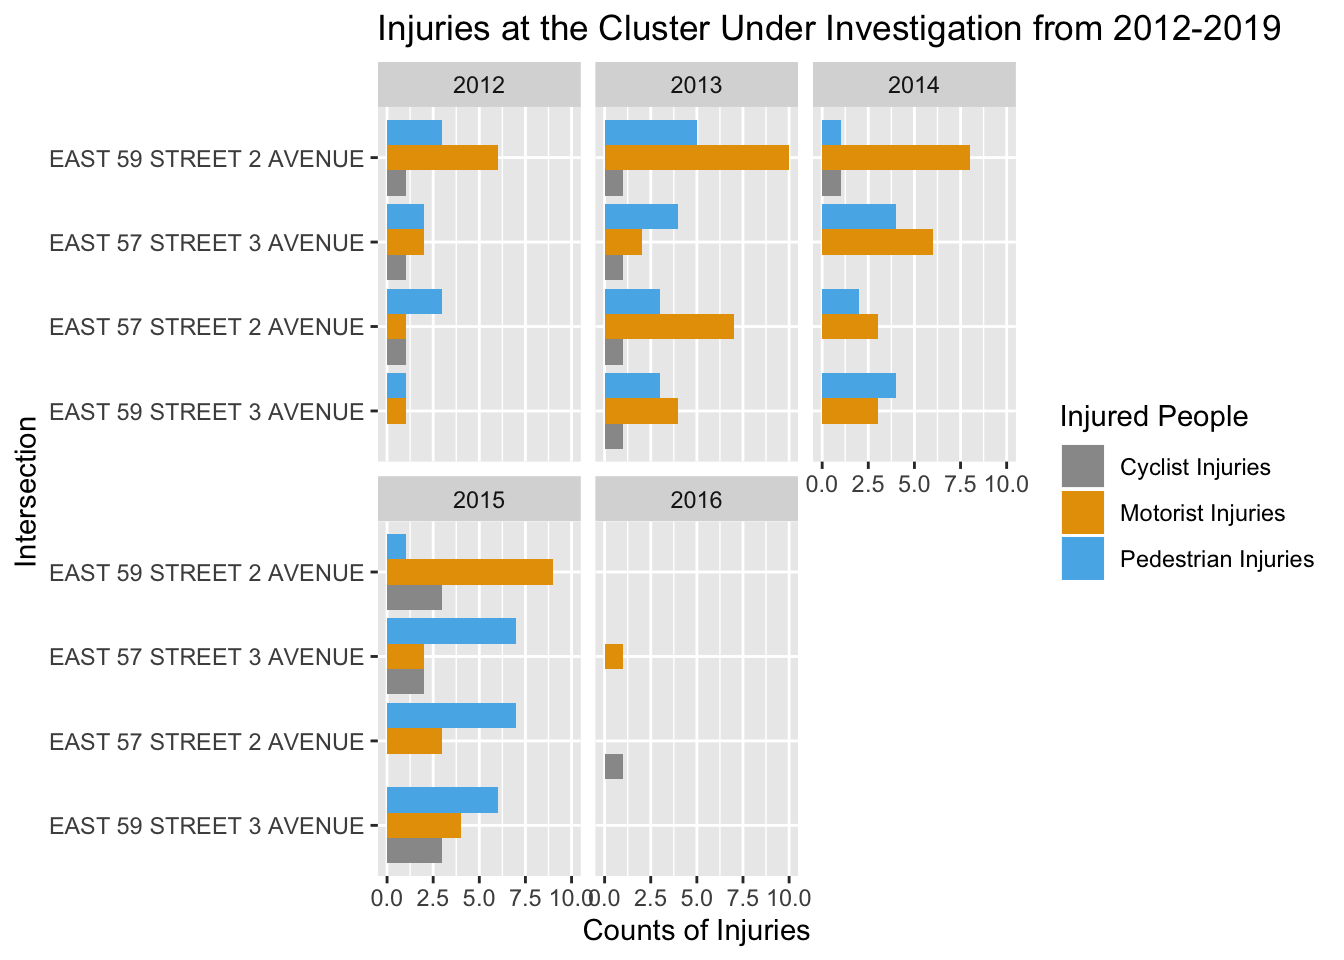 Injuries at the Cluster Under Investigation from 2012-2019
2012 2013 2014
EAST 59 STREET 2 AVENUE
EAST 57 STREET 3 AVENUE
EAST 57 STREET 2 AVENUE
EAST 59 STREET 3 AVENUE
0.0 2.5 5.0 7.5 10.0
2015 2016
EAST 59 STREET 2 AVENUE
EAST 57 STREET 3 AVENUE
EAST 57 STREET 2 AVENUE
EAST 59 STREET 3 AVENUE
0.0 2.5 5.0 7.5 10.0 0.0 2.5 5.0 7.5 10.0
Counts of Injuries
Intersection
Injured People
Cyclist Injuries
Motorist Injuries
Pedestrian Injuries